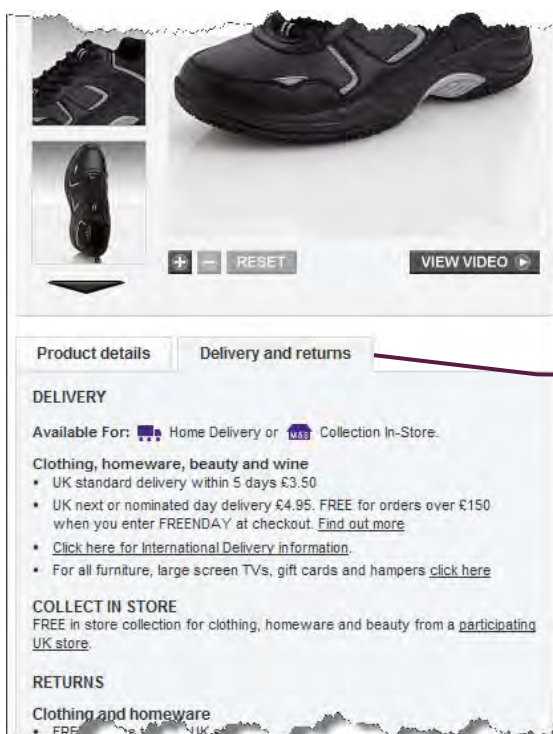 RESET
VIEW VIDEO
Product details
Delivery and returns
DELIVERY
Available For: Home Delivery or M&S Collection In-Store.
Clothing, homeware, beauty and wine
• UK standard delivery within 5 days £3.50
• UK next or nominated day delivery £4.95. FREE for orders over £150
when you enter FREENDAY at checkout. Find out more
• Click here for International Delivery information.
• For all furniture, large screen TVs, gift cards and hampers click here
COLLECT IN STORE
FREE in store collection for clothing, homeware and beauty from a participating
UK store.
RETURNS
Clothing and homeware